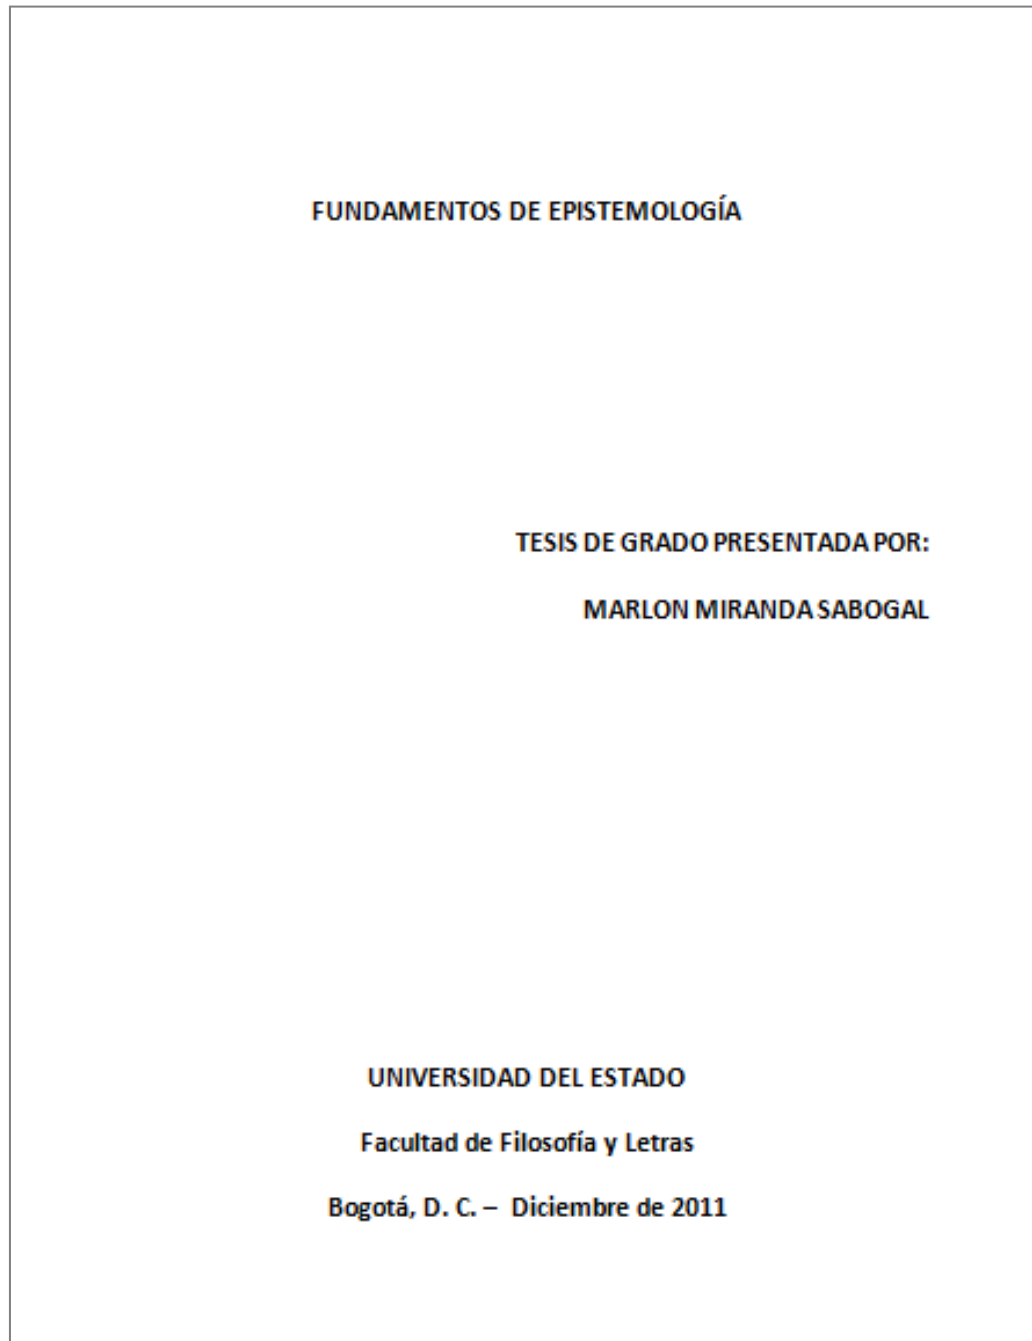 FUNDAMENTOS DE EPISTEMOLOGÍA
TESIS DE GRADO PRESENTADA POR:
MARLON MIRANDA SABOGAL
UNIVERSIDAD DEL ESTADO
Facultad de Filosofía y Letras
Bogotá, D. C. – Diciembre de 2011